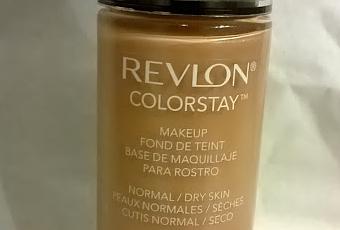 REVLON®
COLORSTAY™
MAKEUP
FOND DE TEINT
BASE DE MAQUILLAJE
PARA ROSTRO
NORMAL / DRY SKIN
PEAUX NORMALES / SÈCHES
CUTIS NORMAL / SECO